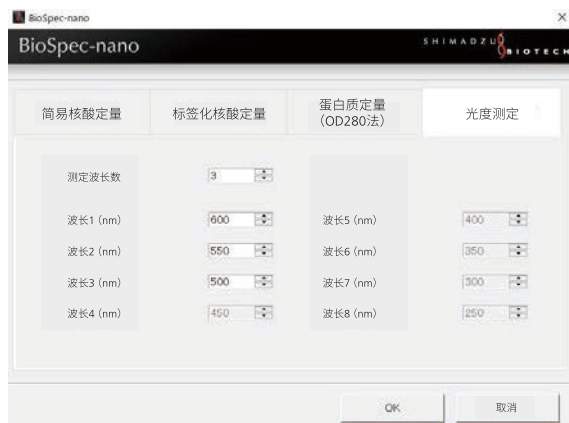 BioSpec-nano
BioSpec-nano
SHIMADZU
BIOTECH
简易核酸定量
标签化核酸定量
蛋白质定量
（OD280法）
光度测定
测定波长数 3
波长1 (nm) 600 波长5 (nm) 400
波长2 (nm) 550 波长6 (nm) 350
波长3 (nm) 500 波长7 (nm) 300
波长4 (nm) 450 波长8 (nm) 250
OK 取消